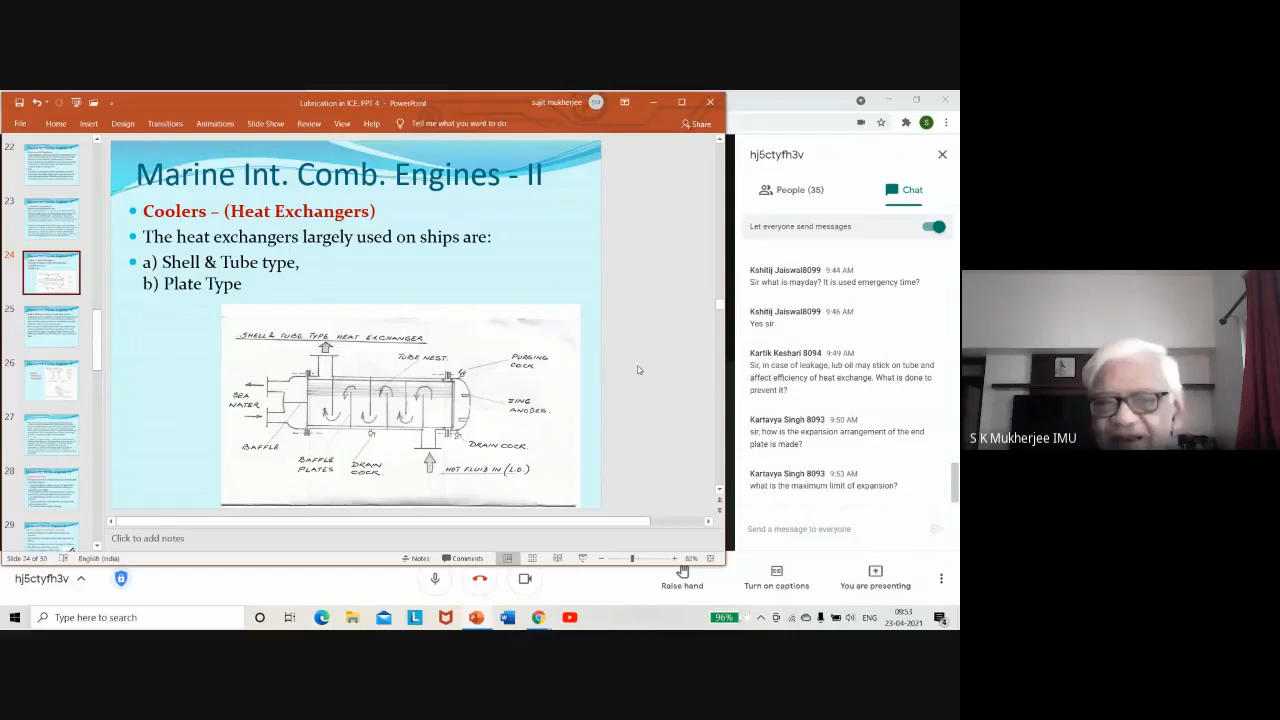 Lubrication in ICE. PPT 4 - PowerPoint
sujit mukherjee
SM
File Home Insert Design Transitions Animations Slide Show Review View Help Tell me what you want to do
Share
22
23
24
25
26
27
28
29
Marine Int. Comb. Engines - II
Coolers – (Heat Exchangers)
The heat exchangers largely used on ships are:
a) Shell & Tube type,
b) Plate Type
SHELL & TUBE TYPE HEAT EXCHANGER
TUBE NEST.
PURGING
COCK
SEA
WATER
ZINC
ANODES.
BAFFLE
BAFFLE
PLATES
DRAIN
COCK.
DRAIN COCK.
HOT FLUID IN (L.O.)
Click to add notes
Slide 24 of 50 English (India)
Notes Comments
82%
S
hj5ctyfh3v
People (35)
Chat
Let everyone send messages
Kshitij Jaiswal8099 9:44 AM
Sir what is mayday? It is used emergency time?
Kshitij Jaiswal8099 9:46 AM
Yes sir
Kartik Keshari 8094 9:49 AM
Sir, in case of leakage, lub oil may stick on tube and
affect efficiency of heat exchange. What is done to
prevent it?
Kartavya Singh 8093 9:50 AM
sir, how is the expansion arrangement of the end
plate is made?
Kartavya Singh 8093 9:53 AM
what is the maximum limit of expansion?
Send a message to everyone
hj5ctyfh3v
Raise hand
Turn on captions
You are presenting
Type here to search
96%
ENG
09:53
23-04-2021
S K Mukherjee IMU